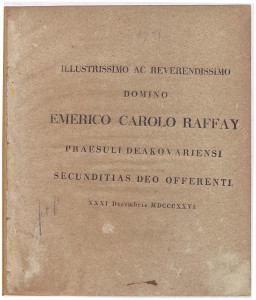 ILLUSTRISSIMO AC REVERENDISSIMO
DOMINO
EMERICO CAROLO RAFFAY
PRAESULI DEAKOVARIENSI
SECUNDITIAS DEO OFFERENTI.
XXXI Decembris MDCCCXXVI